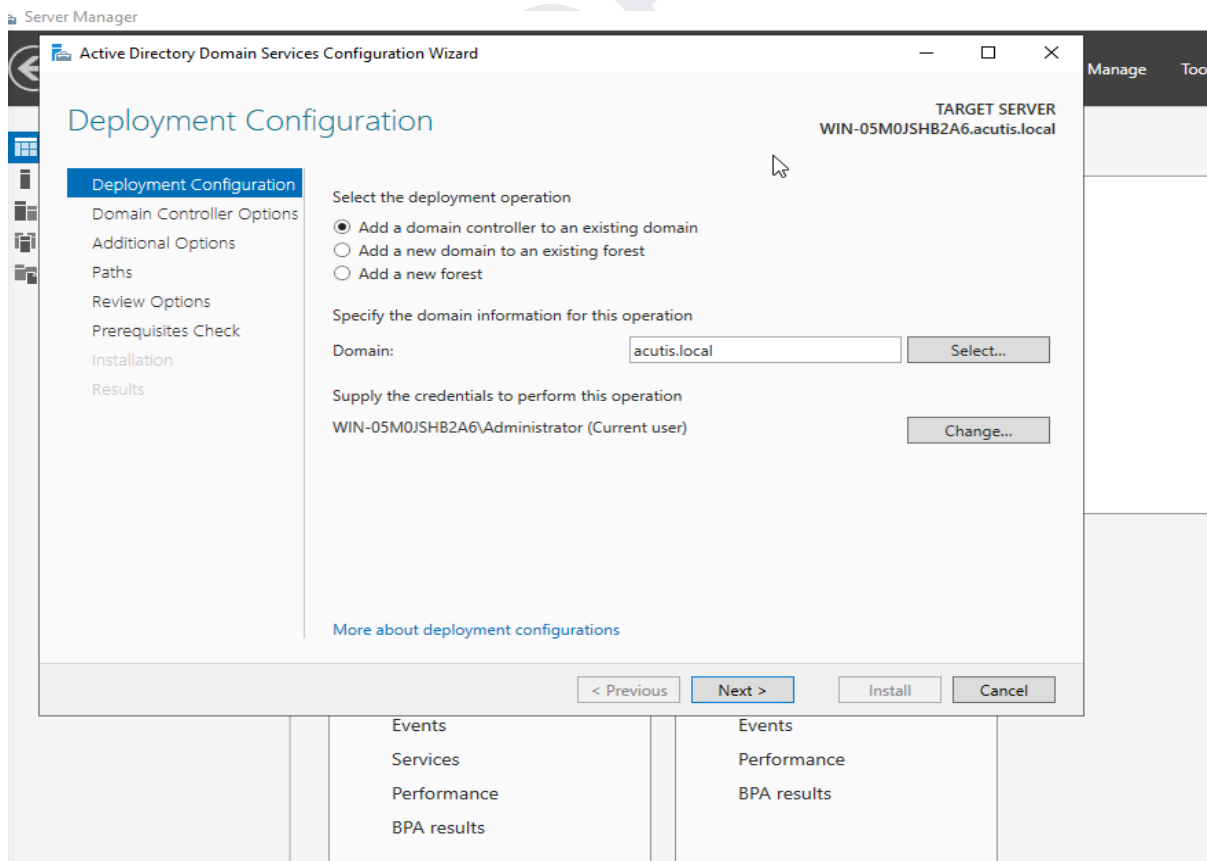 Server Manager
Active Directory Domain Services Configuration Wizard
Manage
Too
Deployment Configuration
TARGET SERVER
WIN-05M0JSHB2A6.acutis.local
Deployment Configuration
Domain Controller Options
Additional Options
Paths
Review Options
Prerequisites Check
Installation
Results
Select the deployment operation
Add a domain controller to an existing domain
Add a new domain to an existing forest
Add a new forest
Specify the domain information for this operation
Domain: acutis.local Select...
Supply the credentials to perform this operation
WIN-05M0JSHB2A6\Administrator (Current user) Change...
More about deployment configurations
< Previous Next > Install Cancel
Events
Services
Performance
BPA results
Events
Performance
BPA results